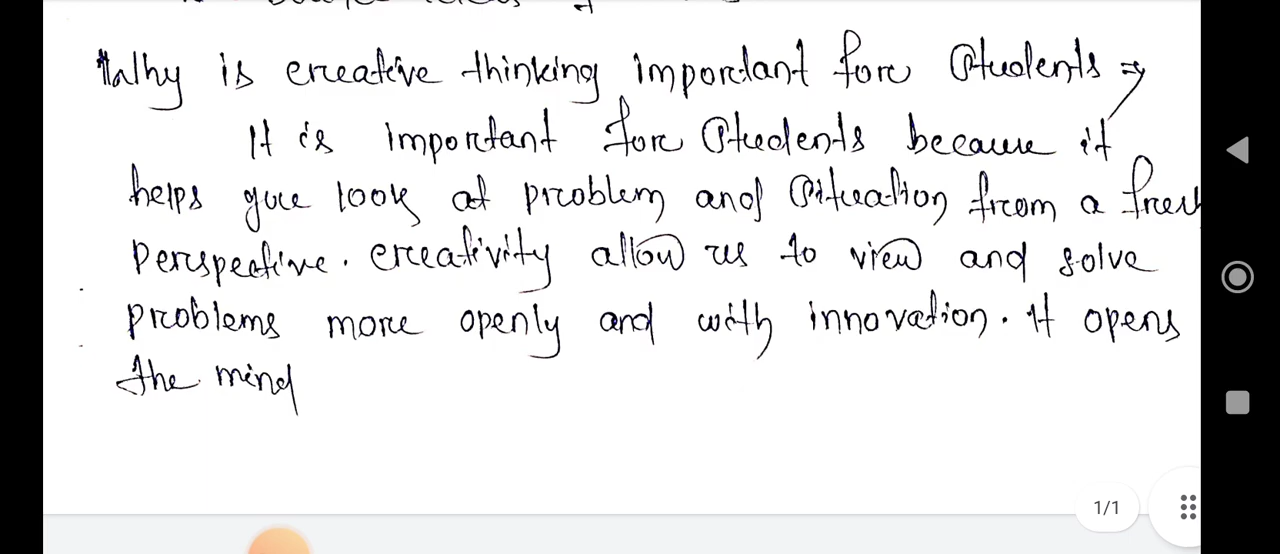 Why is creative thinking important for students ⇒
It is important for students because it
helps you look at problem and situation from a
perspective. creativity allow us to view and solve
problems more openly and with innovation. It opens
the mind
1/1